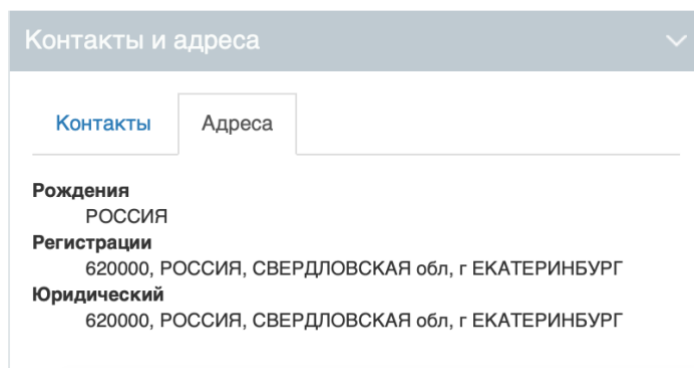 Контакты и адреса
Контакты Адреса
Рождения
РОССИЯ
Регистрации
620000, РОССИЯ, СВЕРДЛОВСКАЯ обл, г ЕКАТЕРИНБУРГ
Юридический
620000, РОССИЯ, СВЕРДЛОВСКАЯ обл, г ЕКАТЕРИНБУРГ